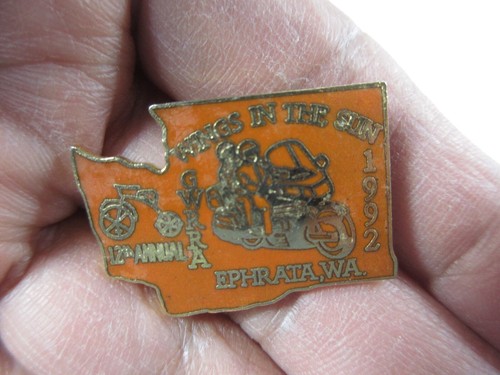 WINGS IN THE SUN
1992
GWRRA
12th ANNUAL
EPHRATA, WA.